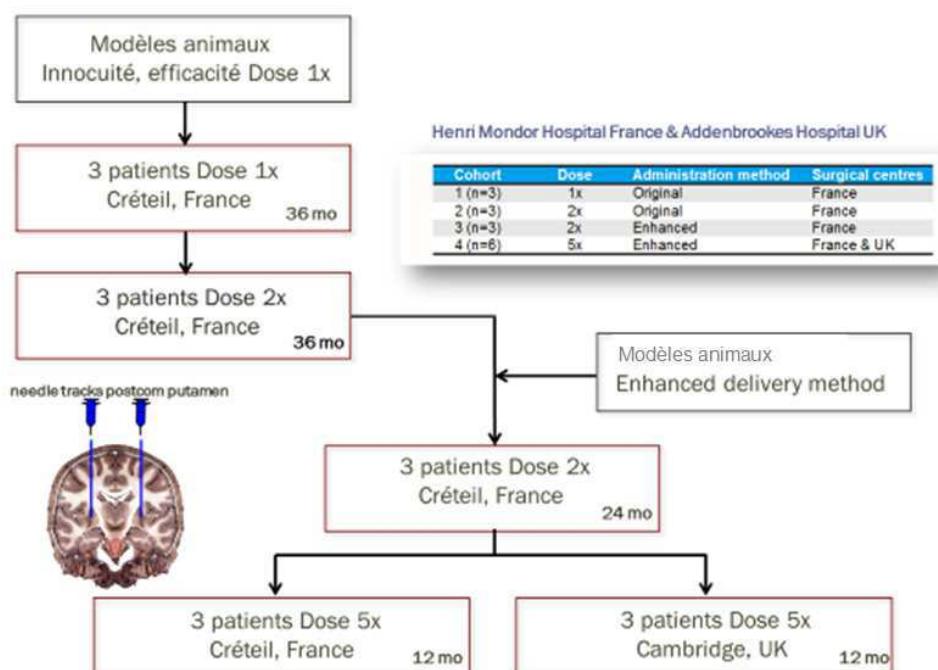 Modèles animaux
Innocuité, efficacité Dose 1x
Henri Mondor Hospital France & Addenbrookes Hospital UK
Cohort Dose Administration method Surgical centres
1 (n=3) 1x Original France
2 (n=3) 2x Original France
3 (n=3) 2x Enhanced France
4 (n=6) 5x Enhanced France & UK
3 patients Dose 1x
Créteil, France
36 mo
3 patients Dose 2x
Créteil, France
36 mo
Modèles animaux
Enhanced delivery method
needle tracks postcom putamen
3 patients Dose 2x
Créteil, France
24 mo
3 patients Dose 5x
Créteil, France
12 mo
3 patients Dose 5x
Cambridge, UK
12 mo